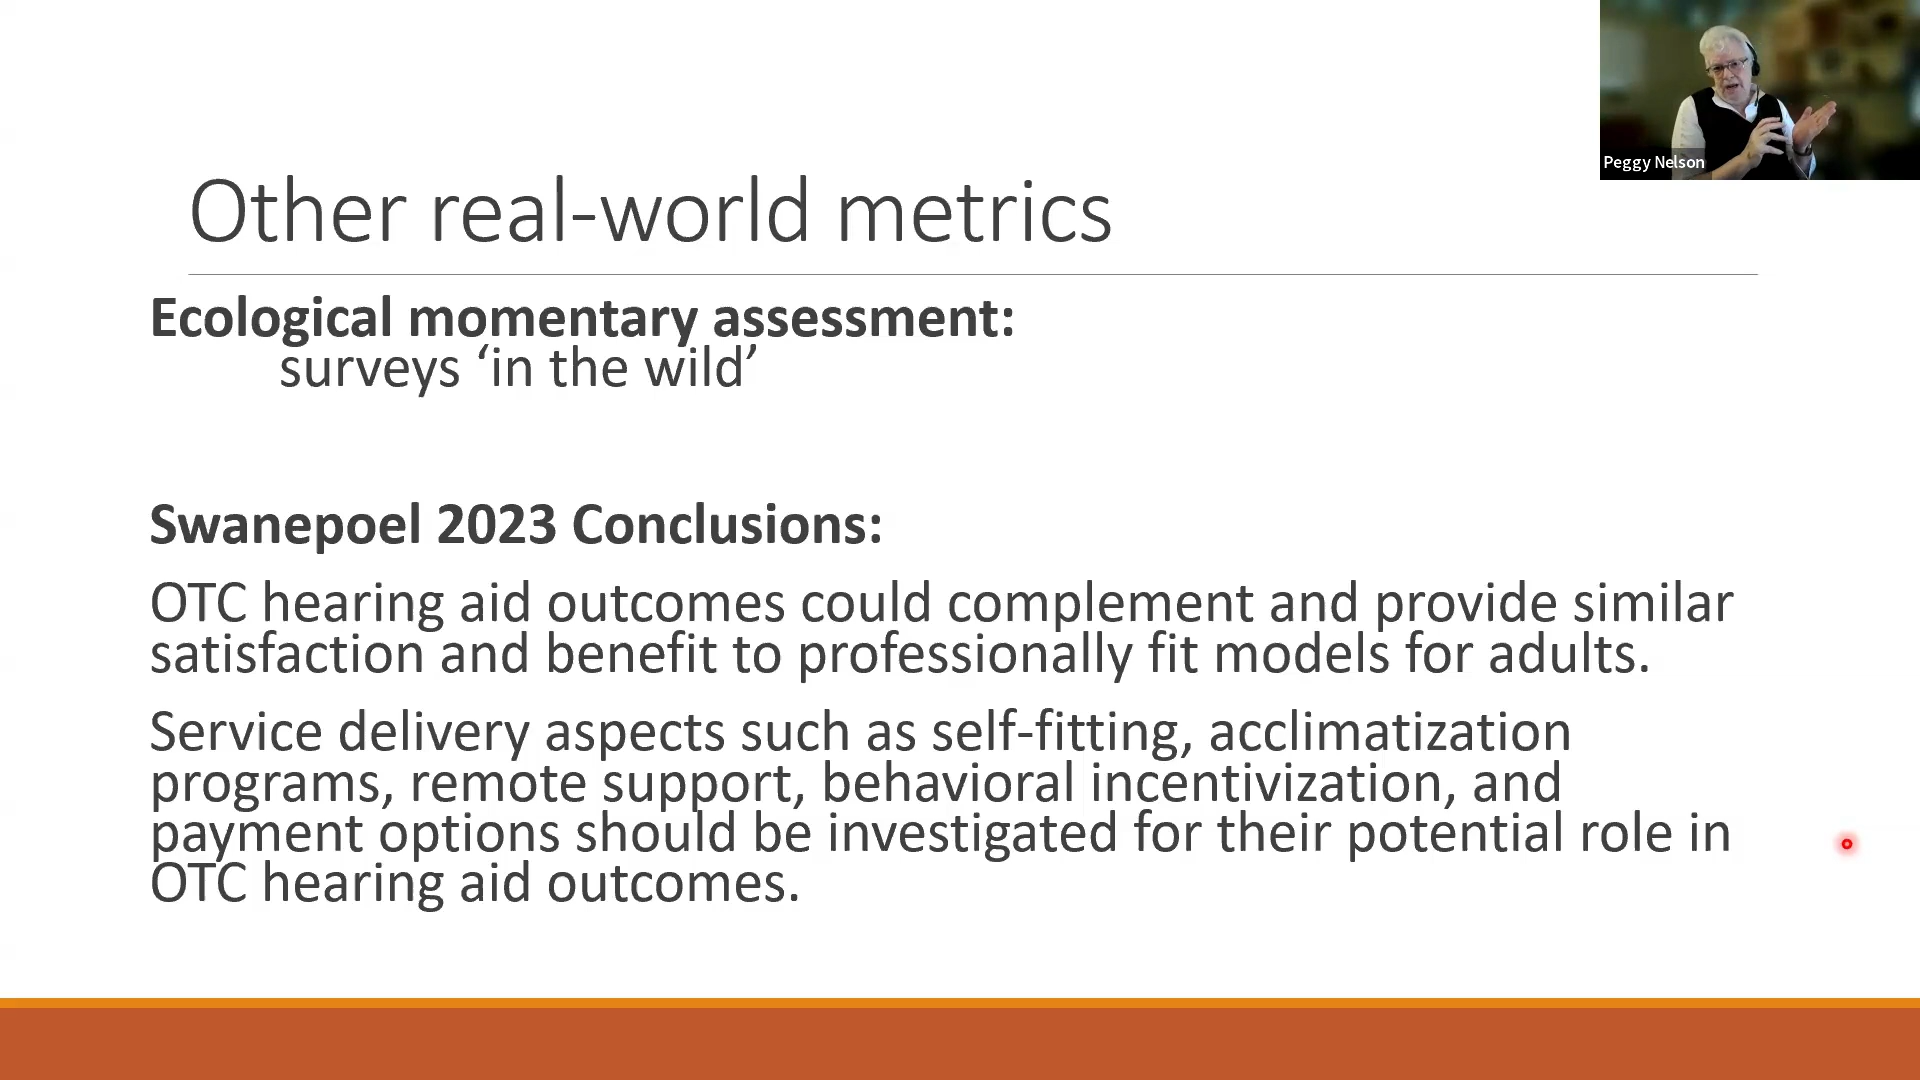 Peggy Nelson
Other real-world metrics
Ecological momentary assessment:
surveys ‘in the wild’
Swanepoel 2023 Conclusions:
OTC hearing aid outcomes could complement and provide similar
satisfaction and benefit to professionally fit models for adults.
Service delivery aspects such as self-fitting, acclimatization
programs, remote support, behavioral incentivization, and
payment options should be investigated for their potential role in
OTC hearing aid outcomes.